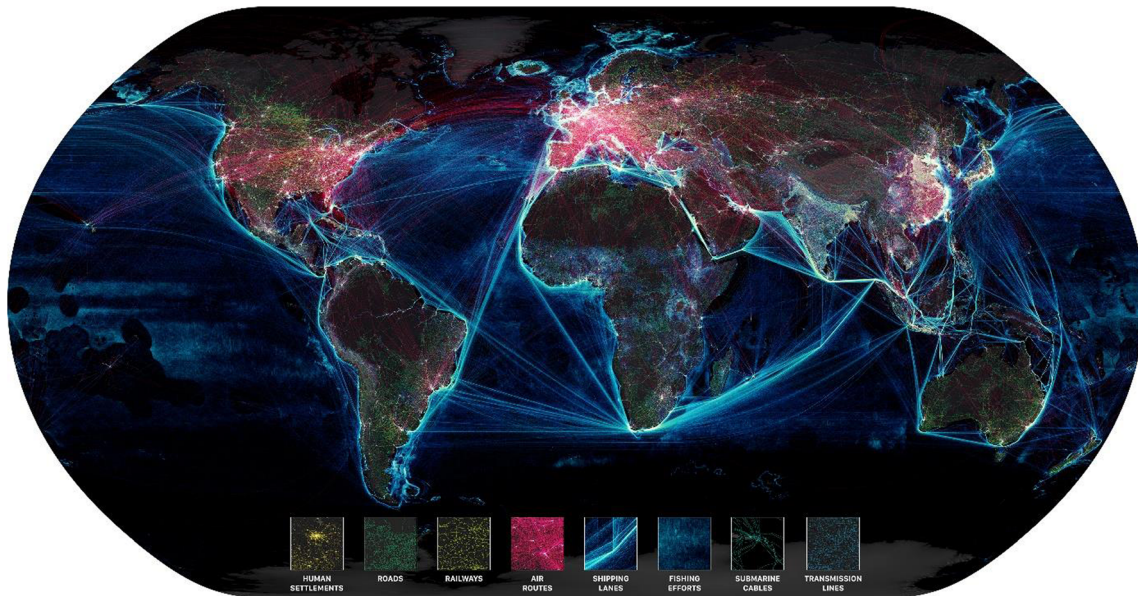 HUMAN
SETTLEMENTS
ROADS
RAILWAYS
AIR
ROUTES
SHIPPING
LANES
FISHING
EFFORTS
SUBMARINE
CABLES
TRANSMISSION
LINES